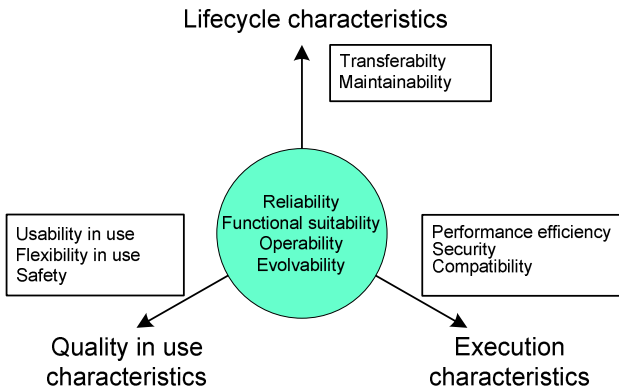 Lifecycle characteristics
Transferabilty
Maintainability
Reliability
Functional suitability
Operability
Evolvability
Usability in use
Flexibility in use
Safety
Performance efficiency
Security
Compatibility
Quality in use
characteristics
Execution
characteristics